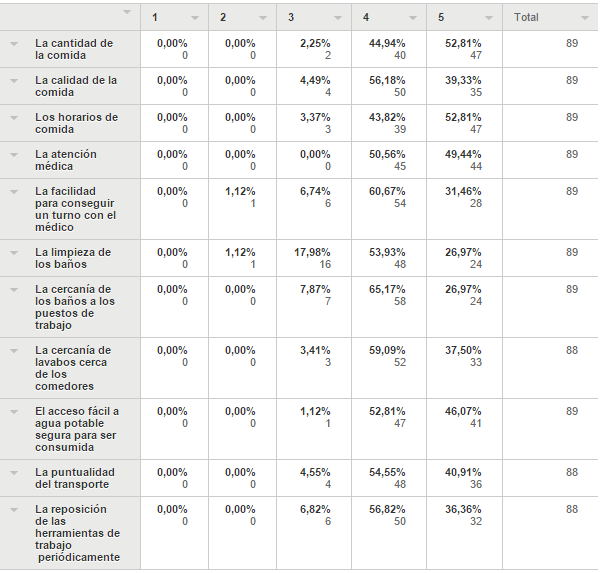 1 2 3 4 5 Total
La cantidad de 0,00% 0,00% 2,25% 44,94% 52,81% 89
la comida 0 0 2 40 47
La calidad de la 0,00% 0,00% 4,49% 56,18% 39,33% 89
comida 0 0 4 50 35
Los horarios de 0,00% 0,00% 3,37% 43,82% 52,81% 89
comida 0 0 3 39 47
La atención 0,00% 0,00% 0,00% 50,56% 49,44% 89
médica 0 0 0 45 44
La facilidad 0,00% 1,12% 6,74% 60,67% 31,46% 89
para conseguir 0 1 6 54 28
un turno con el
médico
La limpieza de 0,00% 1,12% 17,98% 53,93% 26,97% 89
los baños 0 1 16 48 24
La cercanía de 0,00% 0,00% 7,87% 65,17% 26,97% 89
los baños a los 0 0 7 58 24
puestos de
trabajo
La cercanía de 0,00% 0,00% 3,41% 59,09% 37,50% 88
lavabos cerca 0 0 3 52 33
de los
comedores
El acceso fácil a 0,00% 0,00% 1,12% 52,81% 46,07% 89
agua potable 0 0 1 47 41
segura para ser
consumida
La puntualidad 0,00% 0,00% 4,55% 54,55% 40,91% 88
del transporte 0 0 4 48 36
La reposición 0,00% 0,00% 6,82% 56,82% 36,36% 88
de las 0 0 6 50 32
herramientas de
trabajo
periódicamente